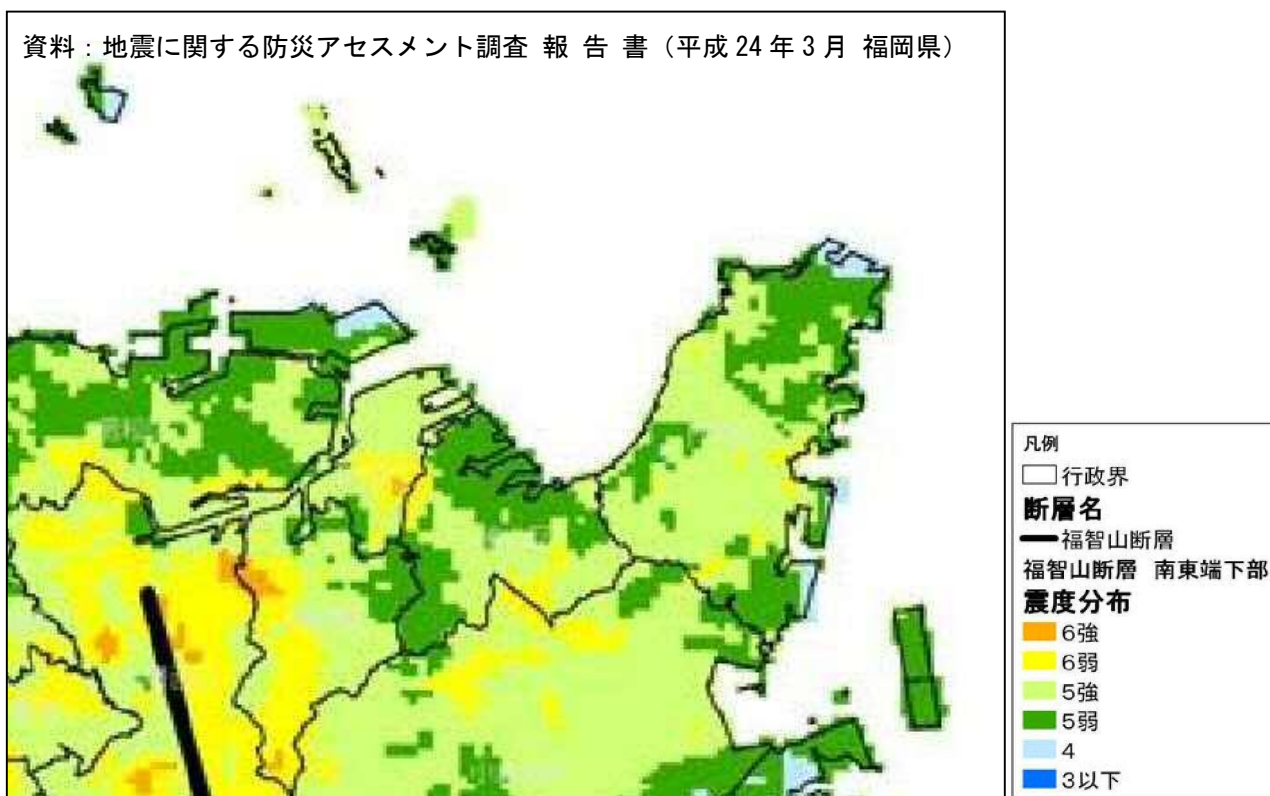 資料：地震に関する防災アセスメント調査 報 告 書（平成 24 年 3 月 福岡県）
凡例
行政界
断層名
福智山断層
福智山断層 南東端下部
震度分布
6強
6弱
5強
5弱
4
3以下